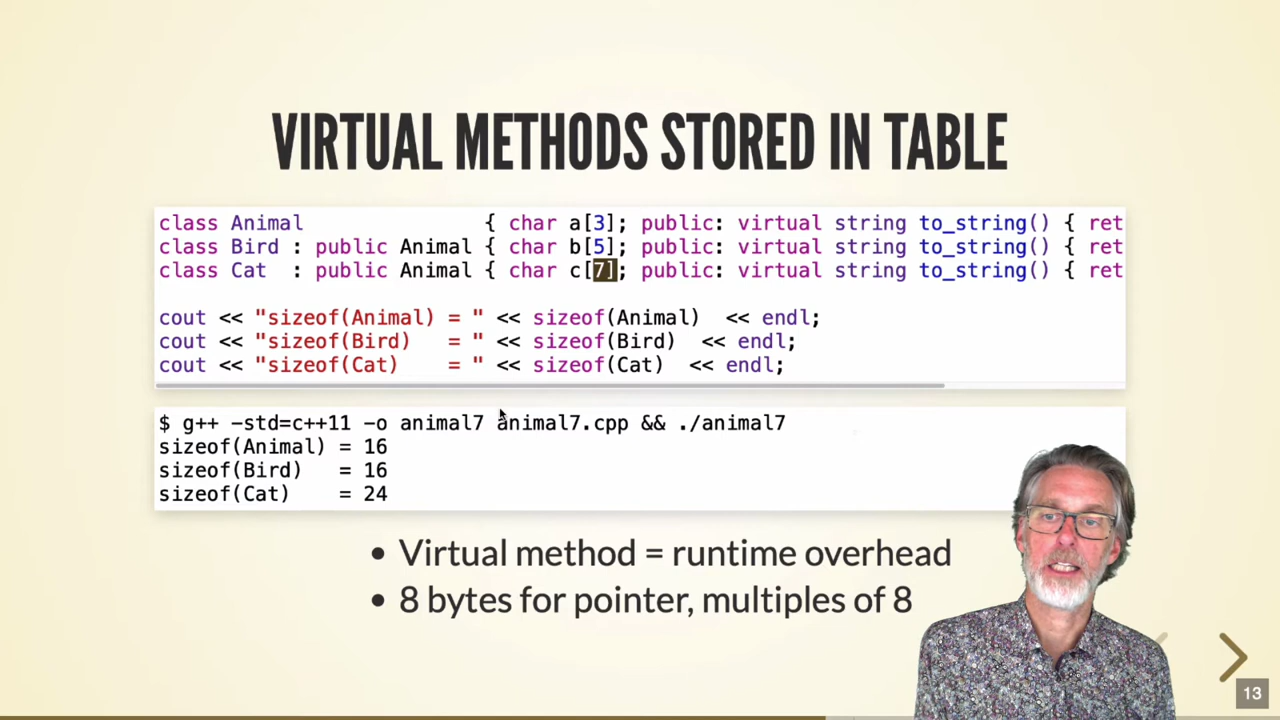 VIRTUAL METHODS STORED IN TABLE
class Animal               { char a[3]; public: virtual string to_string() { ret
class Bird : public Animal { char b[5]; public: virtual string to_string() { ret
class Cat  : public Animal { char c[7]; public: virtual string to_string() { ret
cout << "sizeof(Animal) = " << sizeof(Animal)  << endl;
cout << "sizeof(Bird)   = " << sizeof(Bird)  << endl;
cout << "sizeof(Cat)    = " << sizeof(Cat)  << endl;
$ g++ -std=c++11 -o animal7 animal7.cpp && ./animal7
sizeof(Animal) = 16
sizeof(Bird)   = 16
sizeof(Cat)    = 24
• Virtual method = runtime overhead
• 8 bytes for pointer, multiples of 8
13